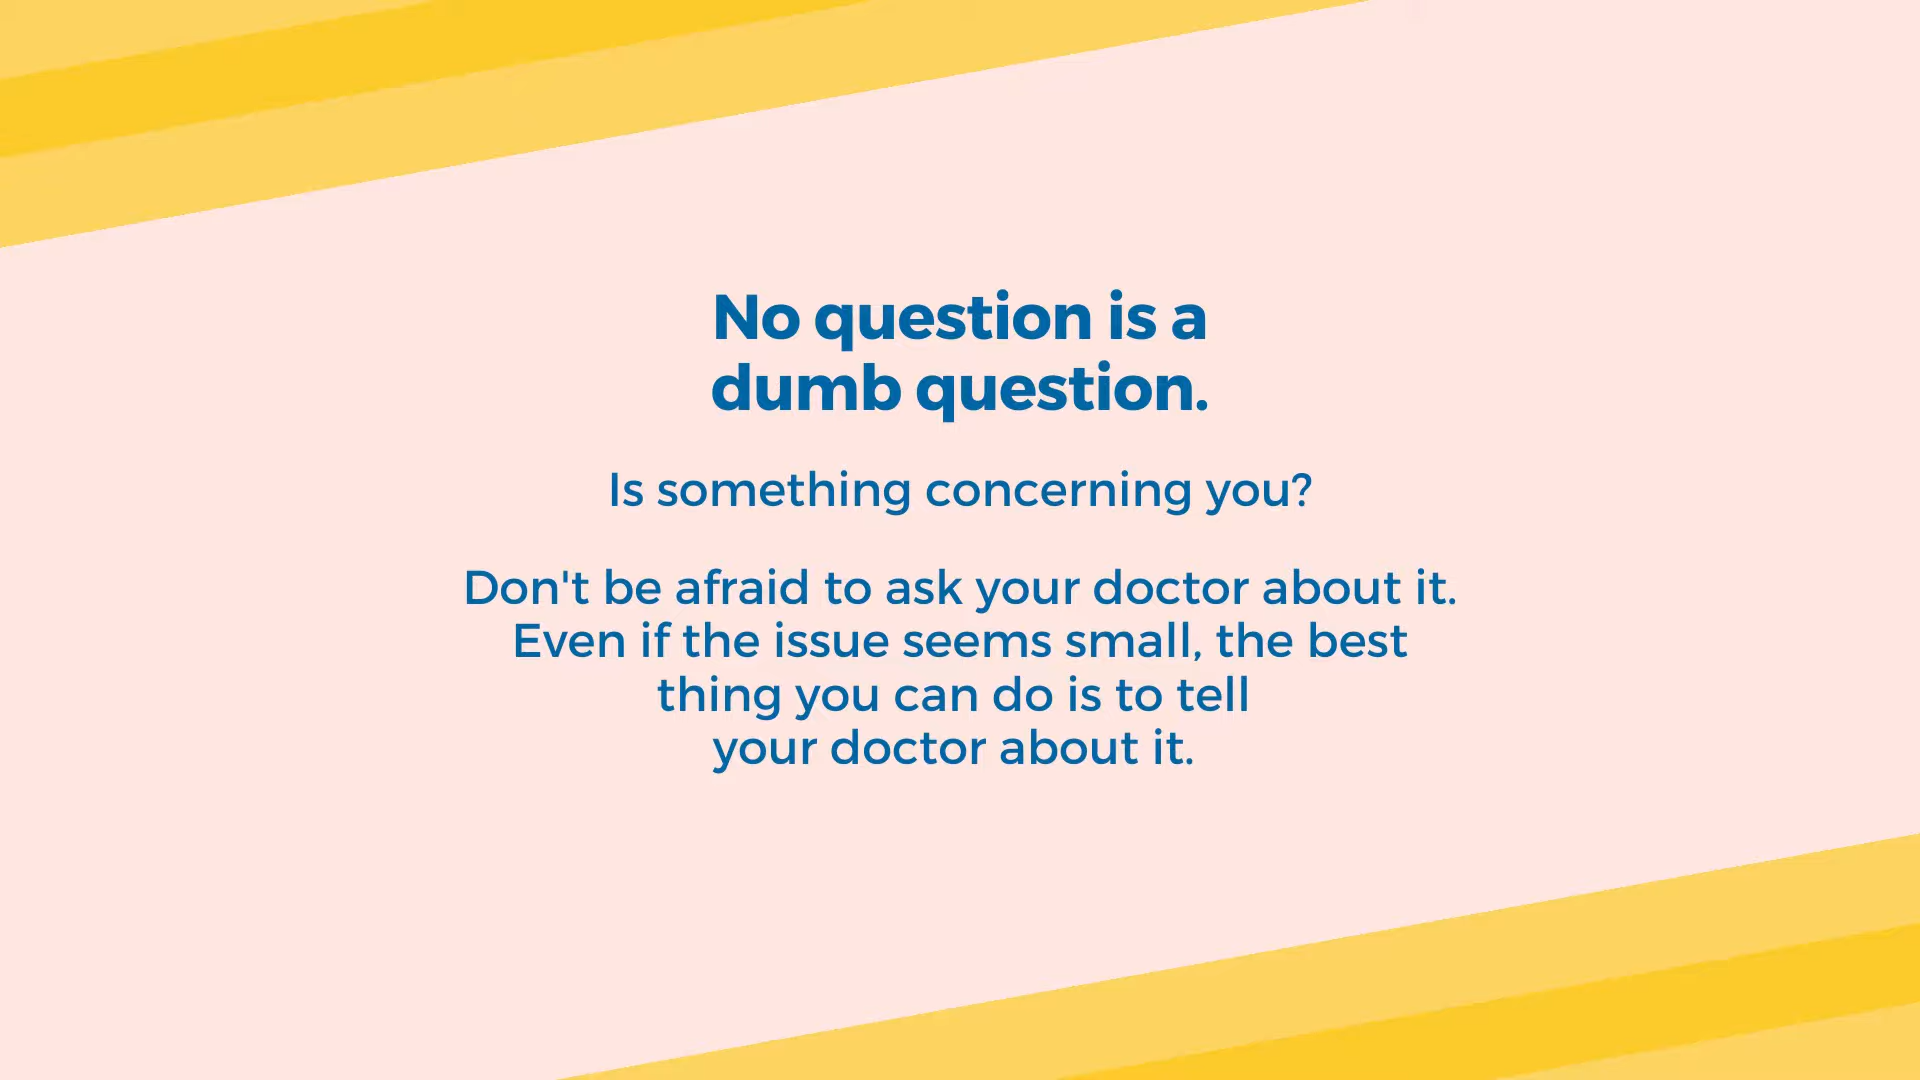 No question is a
dumb question.
Is something concerning you?
Don't be afraid to ask your doctor about it.
Even if the issue seems small, the best
thing you can do is to tell
your doctor about it.